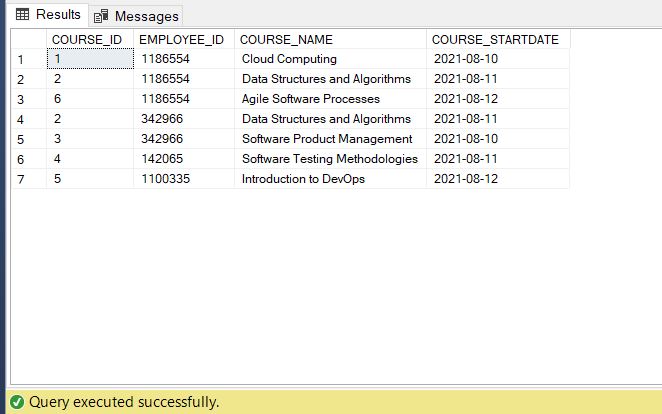 Results Messages
COURSE_ID EMPLOYEE_ID COURSE_NAME COURSE_STARTDATE
1 1 1186554 Cloud Computing 2021-08-10
2 2 1186554 Data Structures and Algorithms 2021-08-11
3 6 1186554 Agile Software Processes 2021-08-12
4 2 342966 Data Structures and Algorithms 2021-08-11
5 3 342966 Software Product Management 2021-08-10
6 4 142065 Software Testing Methodologies 2021-08-11
7 5 1100335 Introduction to DevOps 2021-08-12
Query executed successfully.